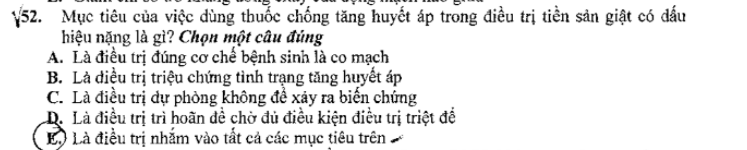 52. Mục tiêu của việc dùng thuốc chống tăng huyết áp trong điều trị tiền sản giật có dấu
hiệu nặng là gì? Chọn một câu đúng
A. Là điều trị đúng cơ chế bệnh sinh là co mạch
B. Là điều trị triệu chứng tình trạng tăng huyết áp
C. Là điều trị dự phòng không để xảy ra biến chứng
D. Là điều trị trì hoãn để chờ đủ điều kiện điều trị triệt để
E. Là điều trị nhắm vào tất cả các mục tiêu trên